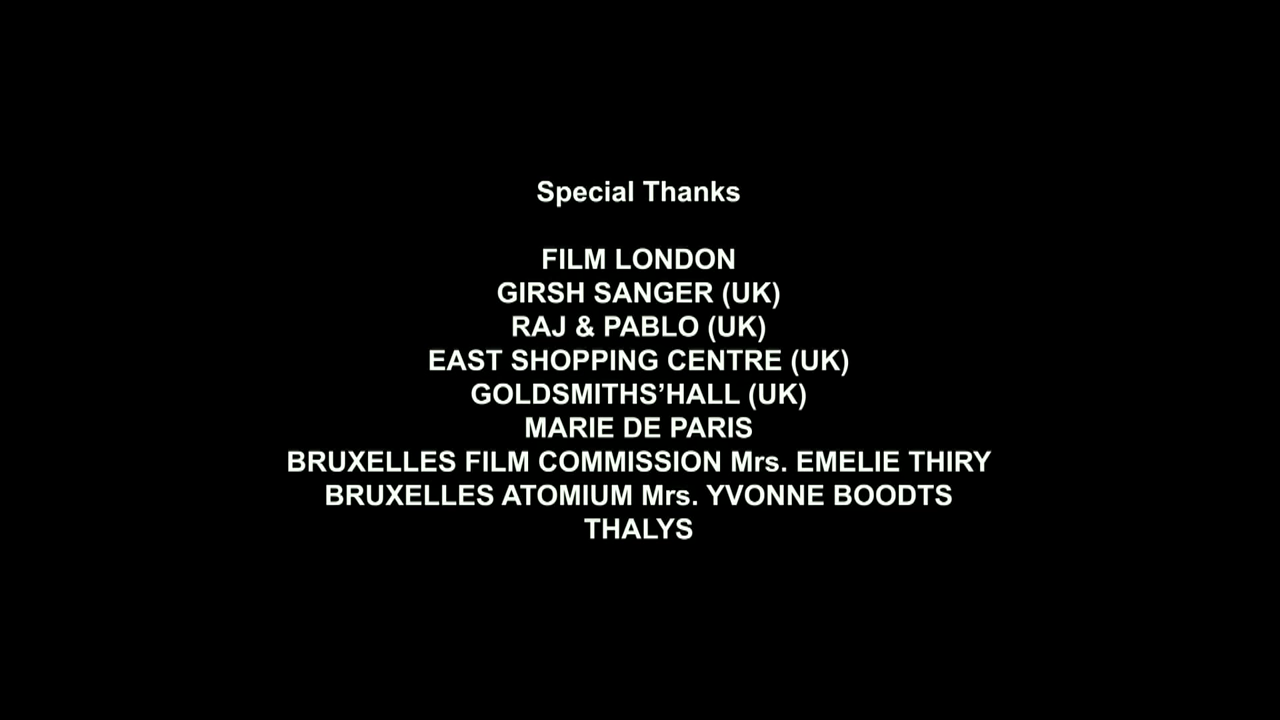 Special Thanks
FILM LONDON
GIRSH SANGER (UK)
RAJ & PABLO (UK)
EAST SHOPPING CENTRE (UK)
GOLDSMITHS’HALL (UK)
MARIE DE PARIS
BRUXELLES FILM COMMISSION Mrs. EMELIE THIRY
BRUXELLES ATOMIUM Mrs. YVONNE BOODTS
THALYS